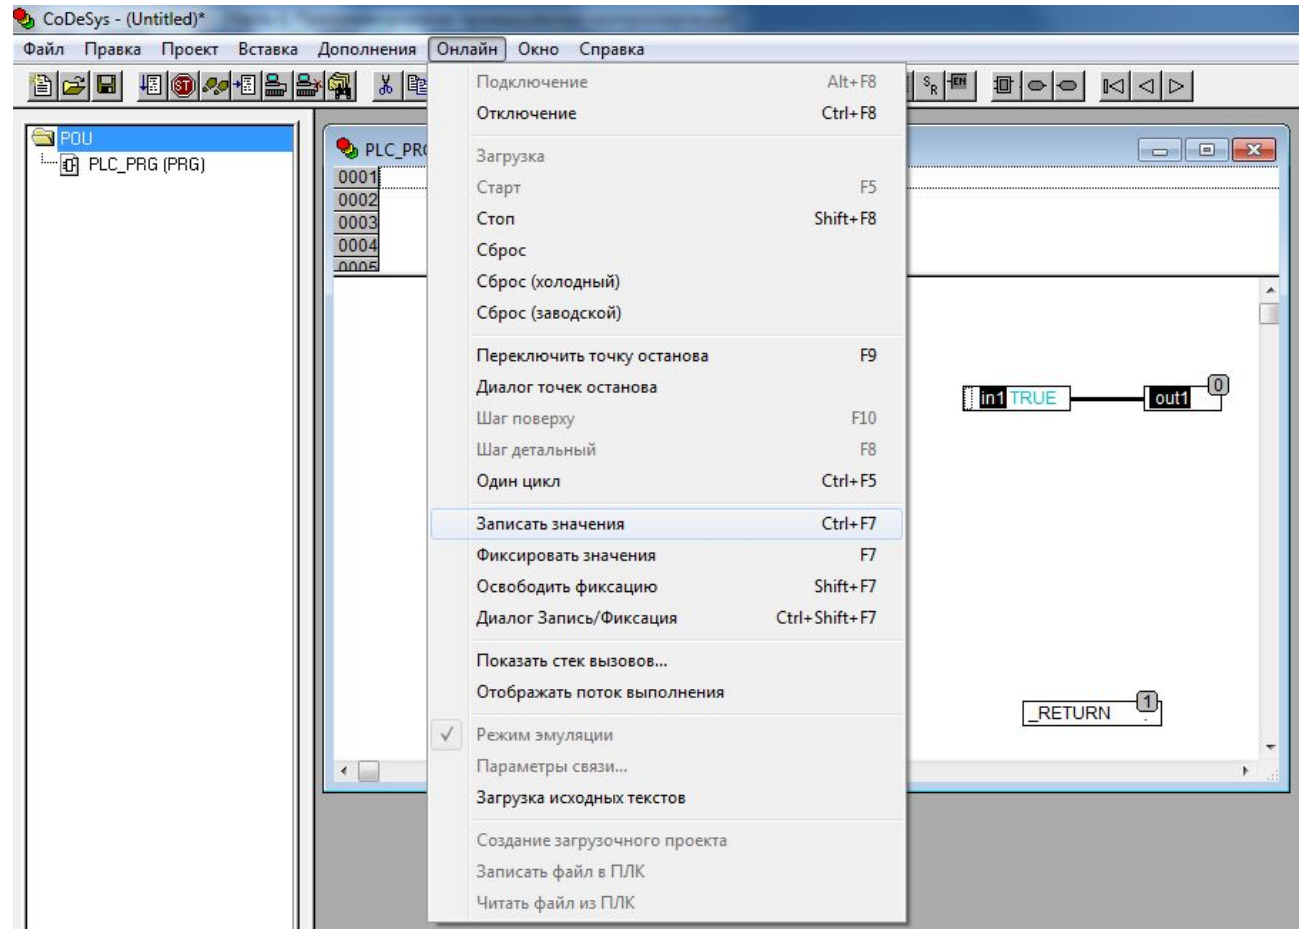 CoDeSys - (Untitled)*
Файл Правка Проект Вставка Дополнения Онлайн Окно Справка
POU
PLC_PRG (PRG)
PLC_PR
0001
0002
0003
0004
0005
Подключение Alt+F8
Отключение Ctrl+F8
Загрузка
Старт F5
Стоп Shift+F8
Сброс
Сброс (холодный)
Сброс (заводской)
Переключить точку останова F9
Диалог точек останова
Шаг поверху F10
Шаг детальный F8
Один цикл Ctrl+F5
Записать значения Ctrl+F7
Фиксировать значения F7
Освободить фиксацию Shift+F7
Диалог Запись/Фиксация Ctrl+Shift+F7
Показать стек вызовов...
Отображать поток выполнения
Режим эмуляции
Параметры связи...
Загрузка исходных текстов
Создание загрузочного проекта
Записать файл в ПЛК
Читать файл из ПЛК
in1 TRUE out1 0
_RETURN 1